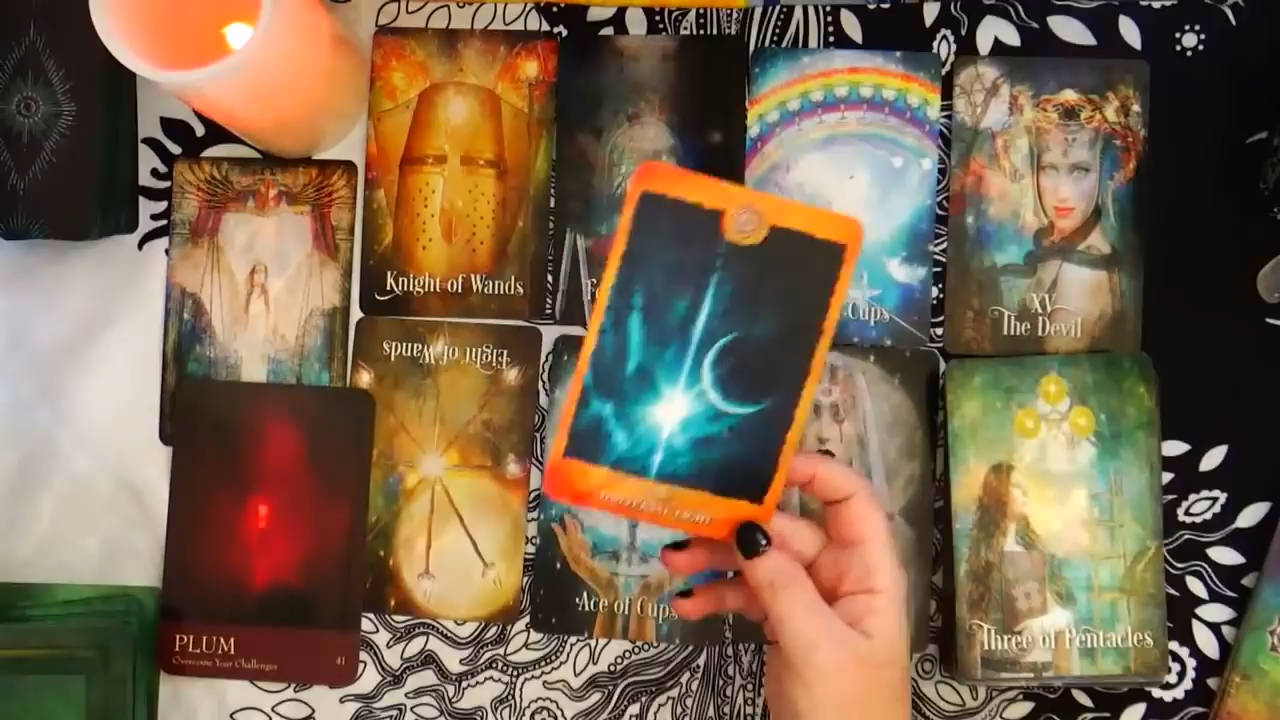 Knight of Wands
Cups
XV
The Devil
Eight of Wands
PLUM
Overcome Your Challenges
41
Ace of Cups
Three of Pentacles